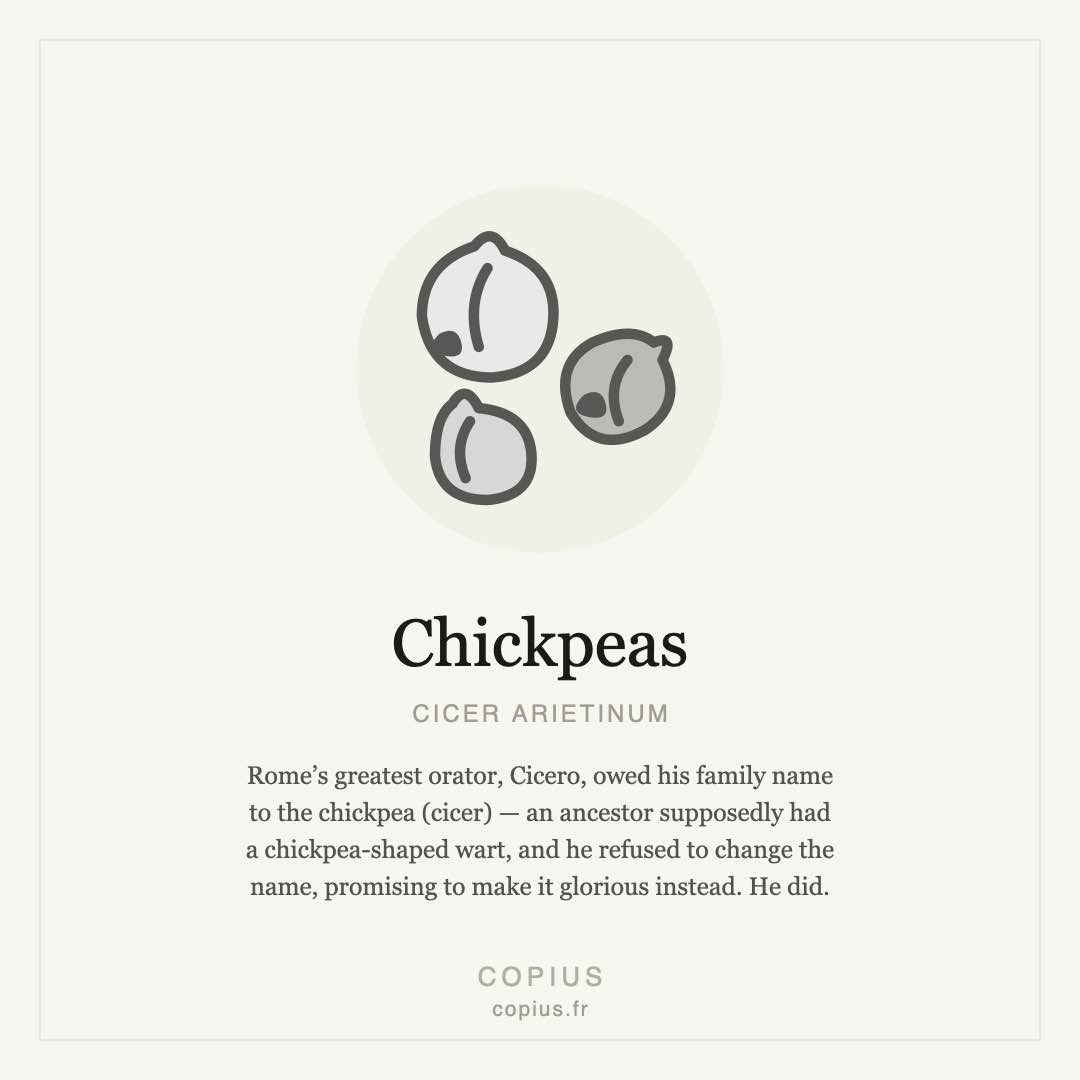 Chickpeas
CICER ARIETINUM
Rome’s greatest orator, Cicero, owed his family name
to the chickpea (cicer) — an ancestor supposedly had
a chickpea-shaped wart, and he refused to change the
name, promising to make it glorious instead. He did.
COPIUS
copius.fr